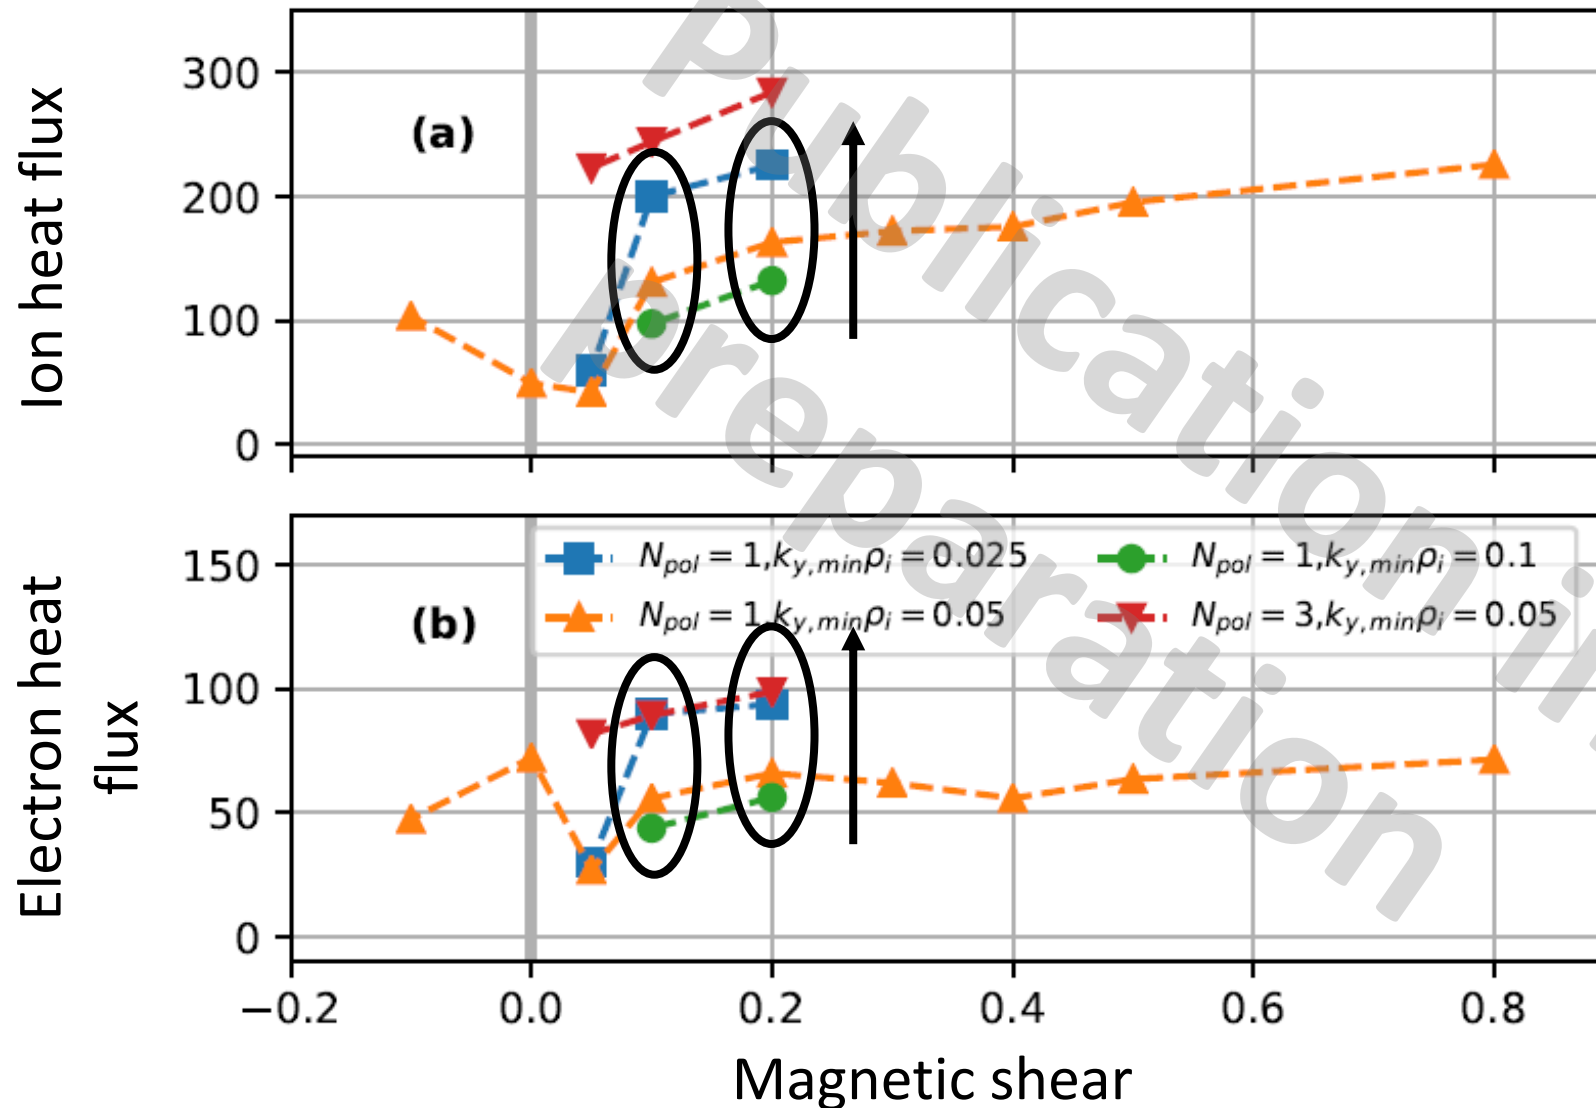 Ion heat flux
300
200
100
0
(a)
Electron heat
flux
150
100
50
0
(b)
N_pol = 1, k_y,min ρ_i = 0.025
N_pol = 1, k_y,min ρ_i = 0.05
N_pol = 1, k_y,min ρ_i = 0.1
N_pol = 3, k_y,min ρ_i = 0.05
−0.2 0.0 0.2 0.4 0.6 0.8
Magnetic shear
Publication in
preparation